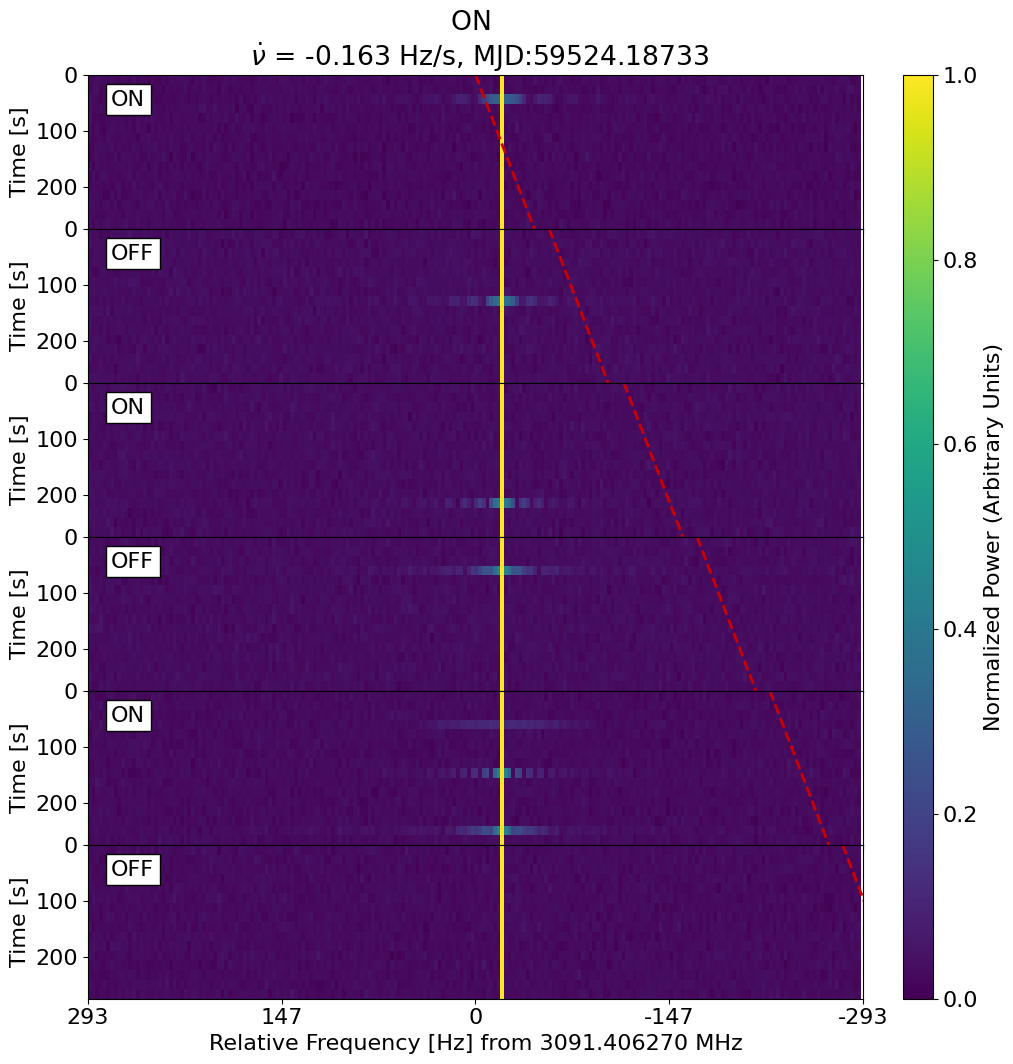 ON
ν̇ = -0.163 Hz/s, MJD:59524.18733
0
ON
100
Time [s]
200
0
OFF
100
Time [s]
200
0
ON
100
Time [s]
200
0
OFF
100
Time [s]
200
0
ON
100
Time [s]
200
0
OFF
100
Time [s]
200
293 147 0 -147 -293
Relative Frequency [Hz] from 3091.406270 MHz
1.0
0.8
0.6
0.4
0.2
0.0
Normalized Power (Arbitrary Units)